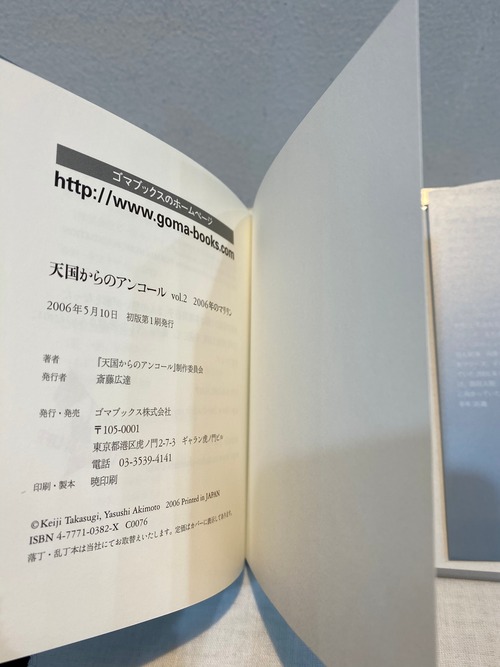 ゴマブックスのホームページ
http://www.goma-books.com
天国からのアンコール vol.2 2006年のマリリン
2006年5月10日 初版第1刷発行
著者 『天国からのアンコール』制作委員会
発行者 斎藤広達
発行・発売 ゴマブックス株式会社
〒105-0001
東京都港区虎ノ門2-7-3 ギャラン虎ノ門ビル
電話 03-3539-4141
印刷・製本 暁印刷
©Keiji Takasugi, Yasushi Akimoto 2006 Printed in JAPAN
ISBN 4-7771-0382-X C0076
落丁・乱丁本は当社にてお取替えいたします。定価はカバーに表示してあります。